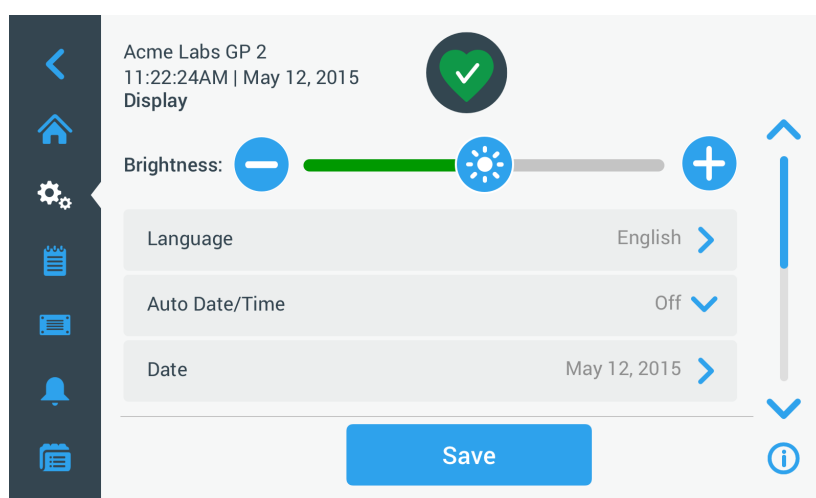 Acme Labs GP 2
11:22:24AM | May 12, 2015
Display
Brightness:
Language English
Auto Date/Time Off
Date May 12, 2015
Save